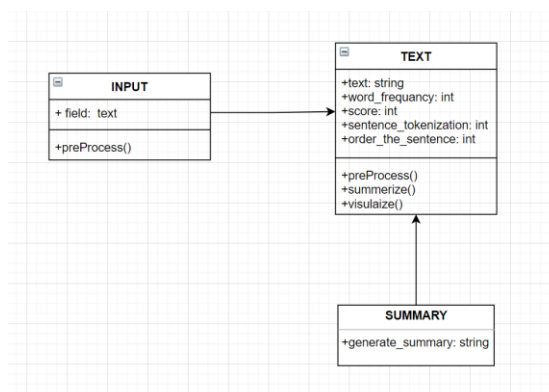 INPUT
+ field: text
+preProcess()
TEXT
+text: string
+word_frequancy: int
+score: int
+sentence_tokenization: int
+order_the_sentence: int
+preProcess()
+summerize()
+visulaize()
SUMMARY
+generate_summary: string